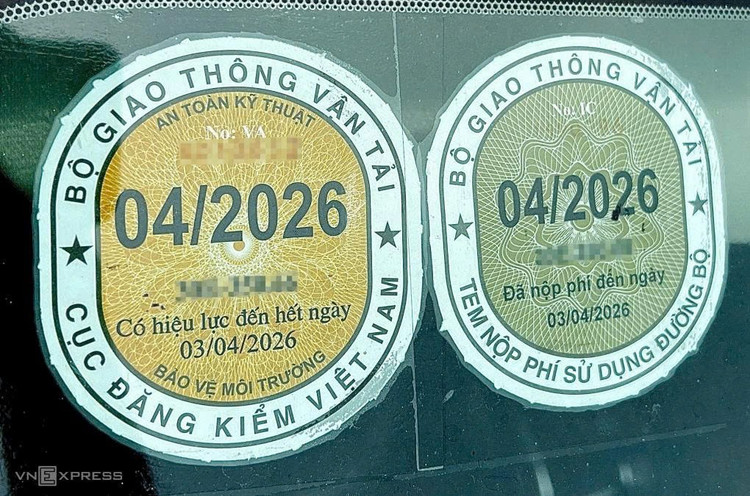 BỘ GIAO THÔNG VẬN TẢI
AN TOÀN KỸ THUẬT
No: VA
04/2026
Có hiệu lực đến hết ngày
03/04/2026
BẢO VỆ MÔI TRƯỜNG
★ CỤC ĐĂNG KIỂM VIỆT NAM ★
BỘ GIAO THÔNG VẬN TẢI
No: IC
04/2026
Đã nộp phí đến ngày
03/04/2026
★ TEM NỘP PHÍ SỬ DỤNG ĐƯỜNG BỘ ★
VNEXPRESS